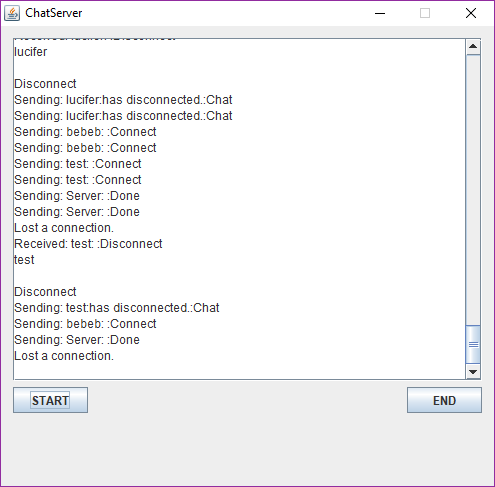 ChatServer
lucifer
Disconnect
Sending: lucifer:has disconnected.:Chat
Sending: lucifer:has disconnected.:Chat
Sending: bebeb: :Connect
Sending: bebeb: :Connect
Sending: test: :Connect
Sending: test: :Connect
Sending: Server: :Done
Sending: Server: :Done
Lost a connection.
Received: test: :Disconnect
test
Disconnect
Sending: test:has disconnected.:Chat
Sending: bebeb: :Connect
Sending: Server: :Done
Lost a connection.
START
END